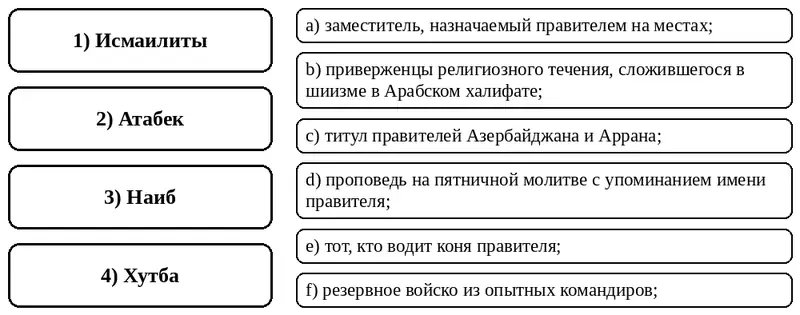 1) Исмаилиты
2) Атабек
3) Наиб
4) Хутба
a) заместитель, назначаемый правителем на местах;
b) приверженцы религиозного течения, сложившегося в
шиизме в Арабском халифате;
c) титул правителей Азербайджана и Аррана;
d) проповедь на пятничной молитве с упоминанием имени
правителя;
e) тот, кто водит коня правителя;
f) резервное войско из опытных командиров;